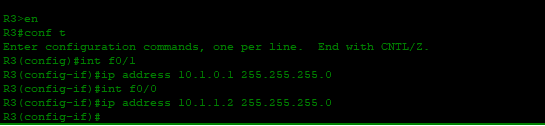 R3>en
R3#conf t
Enter configuration commands, one per line.  End with CNTL/Z.
R3(config)#int f0/1
R3(config-if)#ip address 10.1.0.1 255.255.255.0
R3(config-if)#int f0/0
R3(config-if)#ip address 10.1.1.2 255.255.255.0
R3(config-if)#